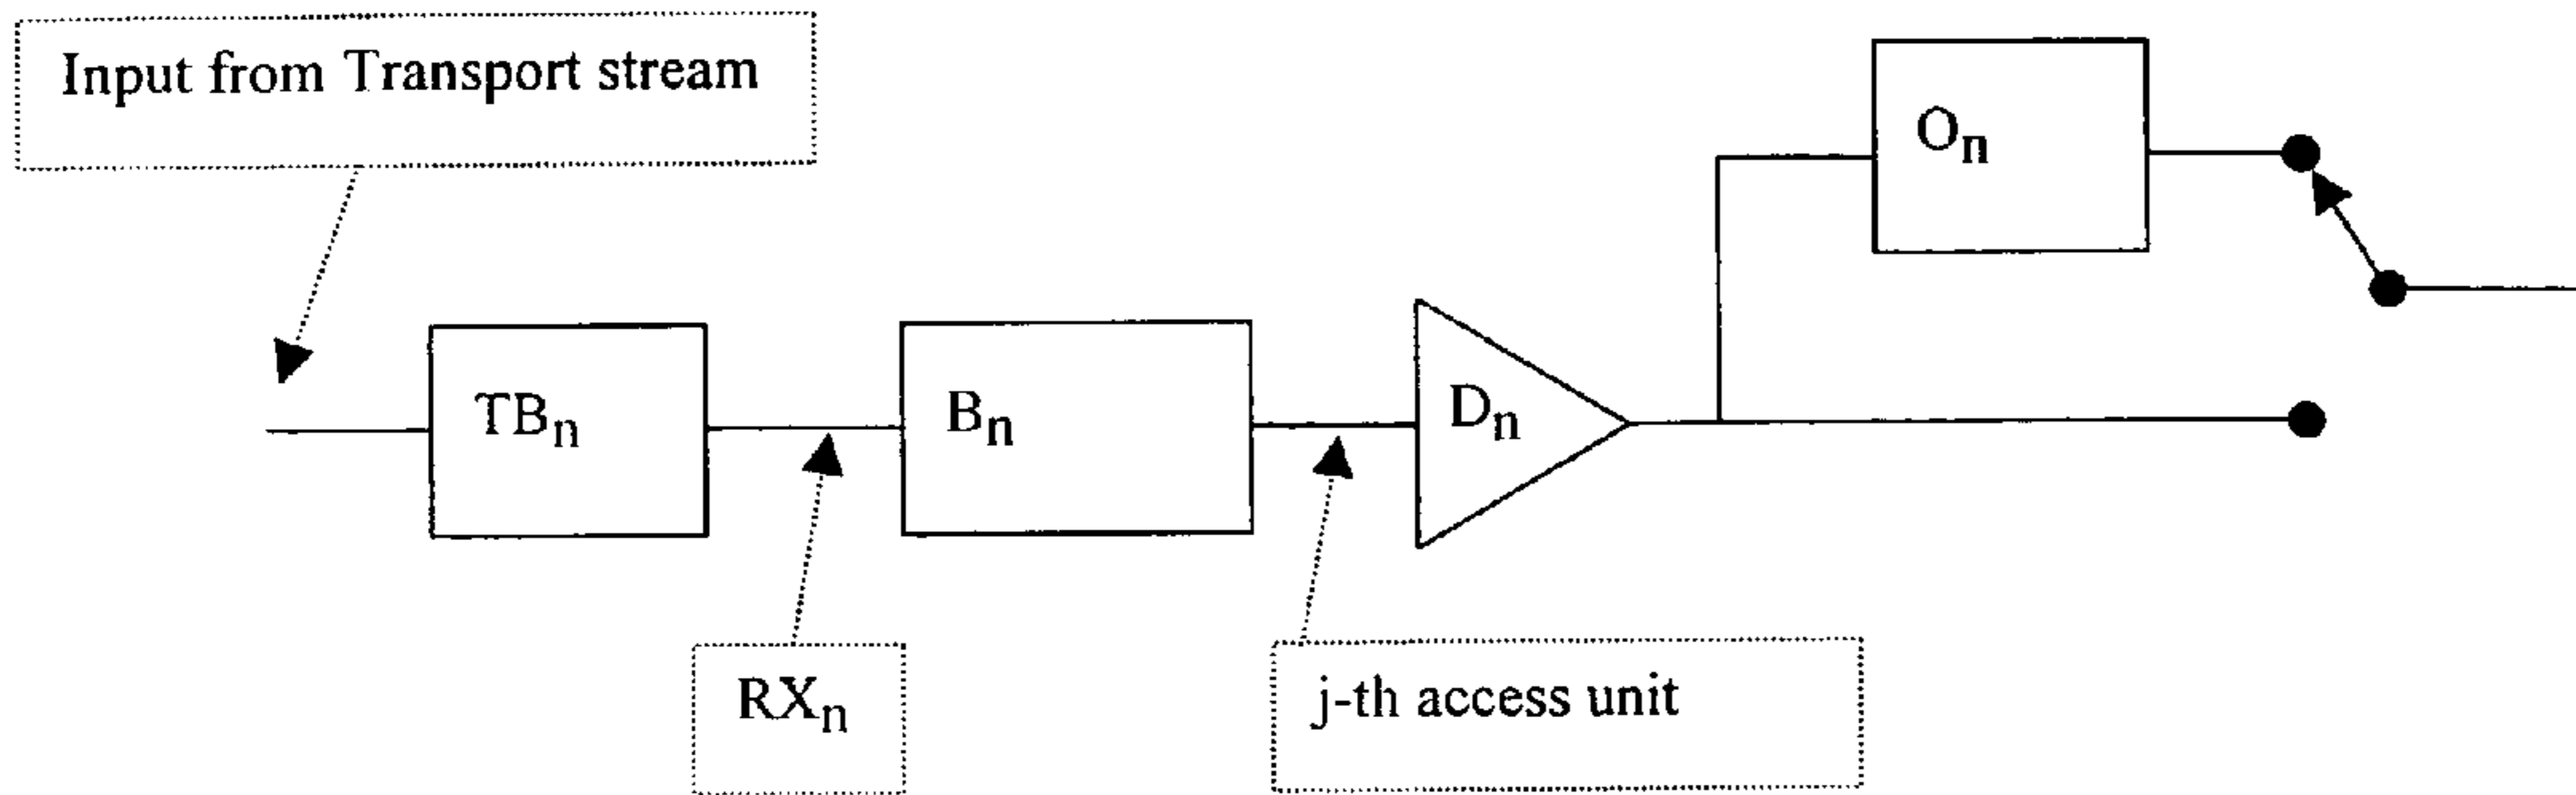 Input from Transport stream
Oₙ
TBₙ
Bₙ
Dₙ
RXₙ
j-th access unit